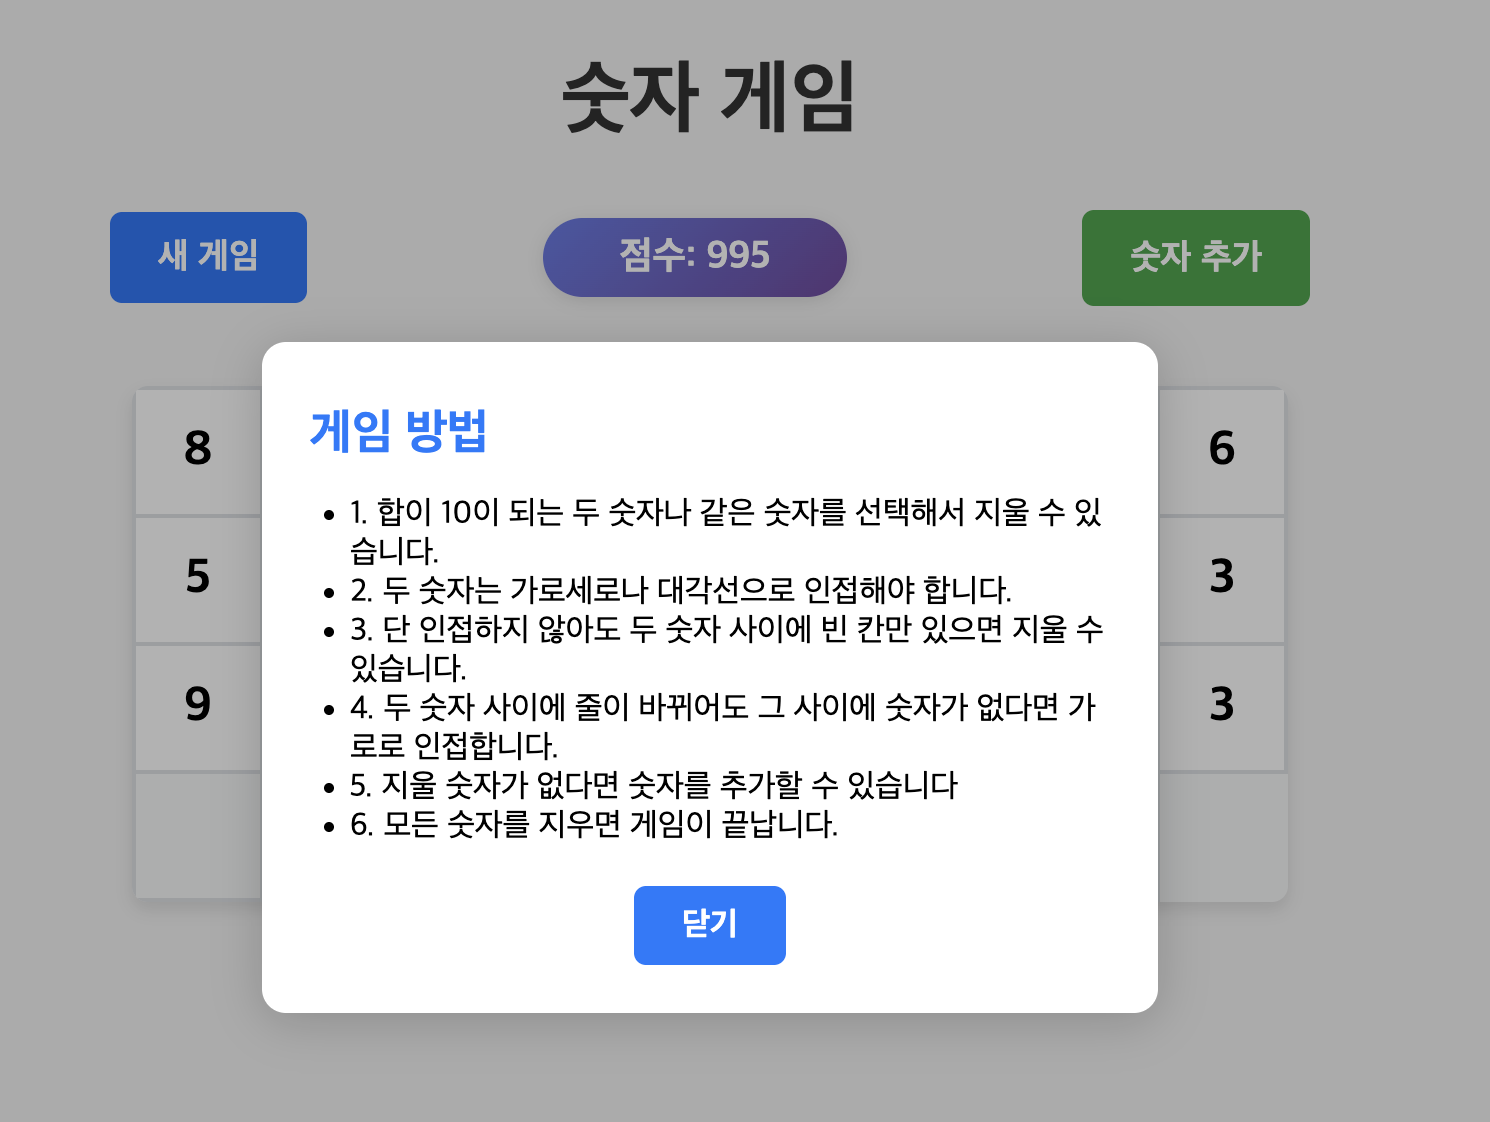 숫자 게임
새 게임
점수: 995
숫자 추가
8
6
5
3
9
3
게임 방법
• 1. 합이 10이 되는 두 숫자나 같은 숫자를 선택해서 지울 수 있
습니다.
• 2. 두 숫자는 가로세로나 대각선으로 인접해야 합니다.
• 3. 단 인접하지 않아도 두 숫자 사이에 빈 칸만 있으면 지울 수
있습니다.
• 4. 두 숫자 사이에 줄이 바뀌어도 그 사이에 숫자가 없다면 가
로로 인접합니다.
• 5. 지울 숫자가 없다면 숫자를 추가할 수 있습니다
• 6. 모든 숫자를 지우면 게임이 끝납니다.
닫기